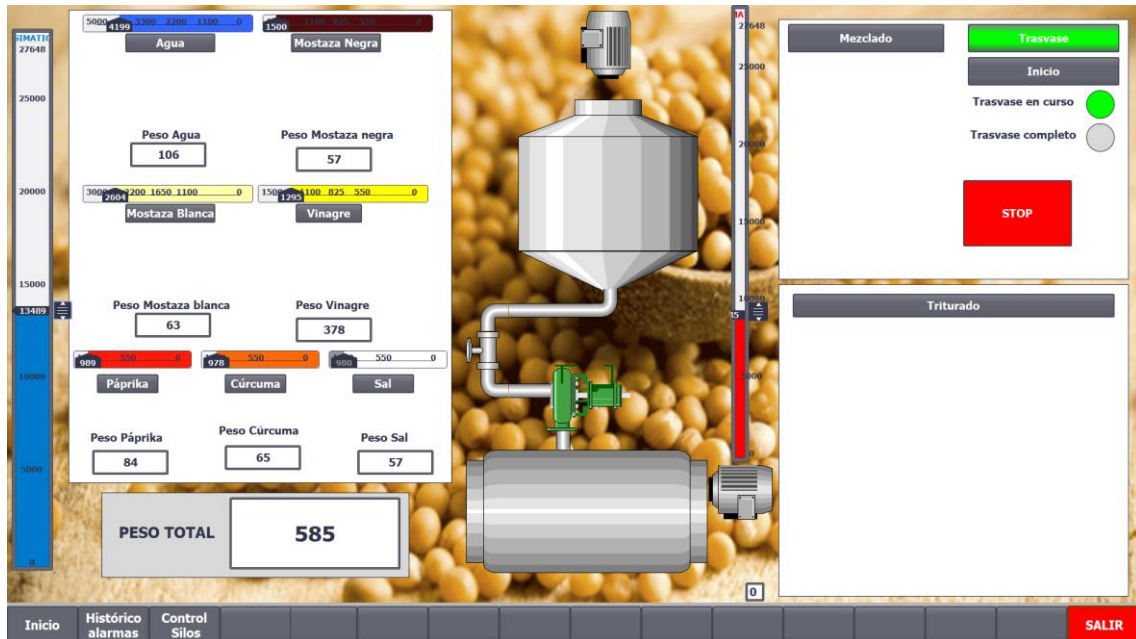 SIMATIC
27648
25000
20000
15000
13489
10000
5000
0
5000 3300 2200 1100 0
4199
Agua
1100 825 550 0
1500
Mostaza Negra
Peso Agua
106
Peso Mostaza negra
57
3000 2200 1650 1100 0
2604
Mostaza Blanca
1500 1100 825 550 0
1295
Vinagre
Peso Mostaza blanca
63
Peso Vinagre
378
550 0
989
Páprika
550 0
978
Cúrcuma
550 0
980
Sal
Peso Páprika
84
Peso Cúrcuma
65
Peso Sal
57
PESO TOTAL
585
27648
25000
20000
15000
10000
5000
0
0
Mezclado
Trasvase
Inicio
Trasvase en curso
Trasvase completo
STOP
Triturado
Inicio
Histórico
alarmas
Control
Silos
SALIR